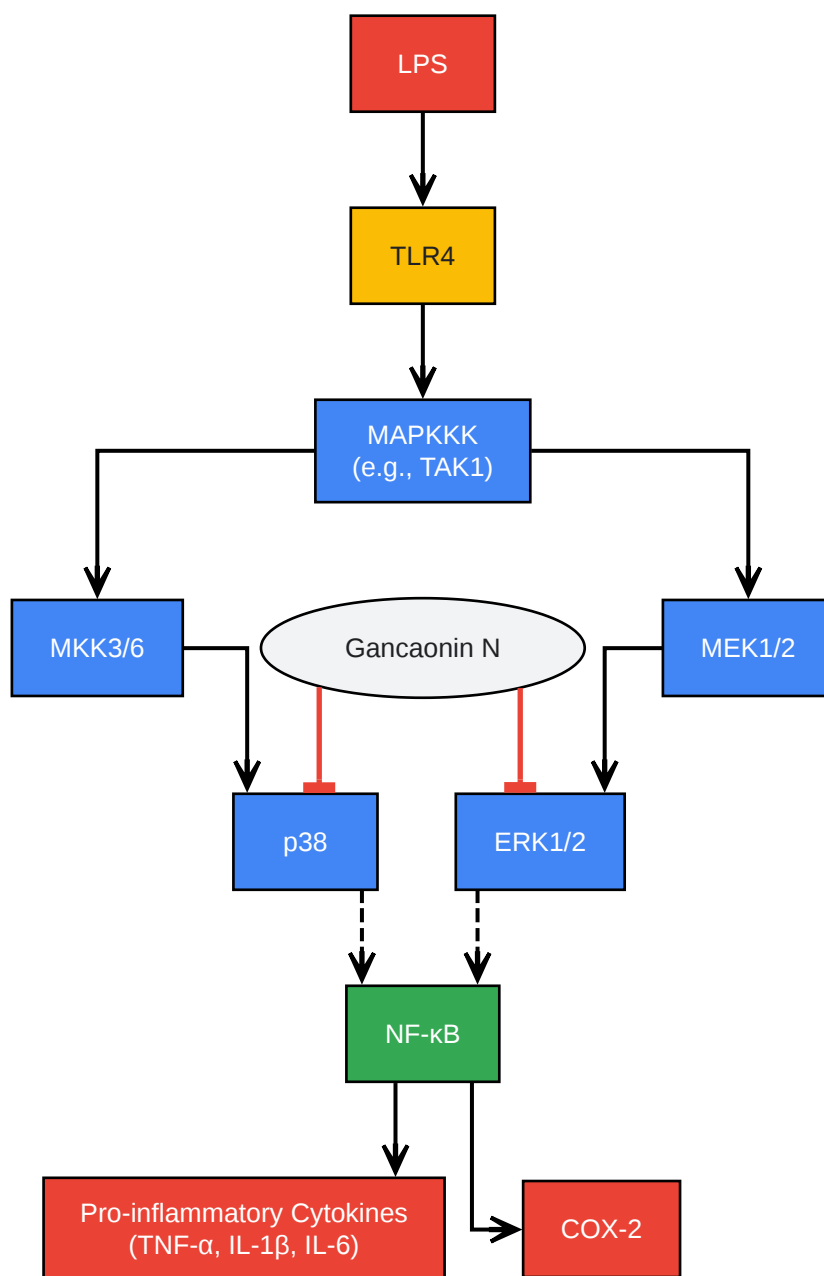 LPS
TLR4
MAPKKK
(e.g., TAK1)
MKK3/6
Gancaonin N
MEK1/2
p38
ERK1/2
NF-κB
Pro-inflammatory Cytokines
(TNF-α, IL-1β, IL-6)
COX-2